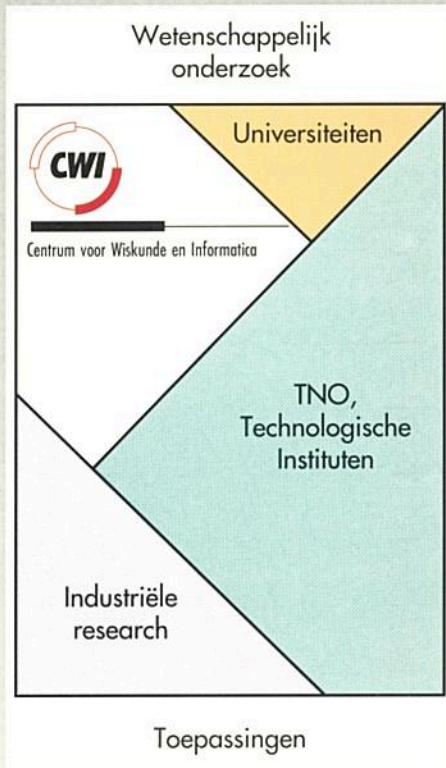 Wetenschappelijk
onderzoek
Universiteiten
CWI
Centrum voor Wiskunde en Informatica
TNO,
Technologische
Instituten
Industriële
research
Toepassingen